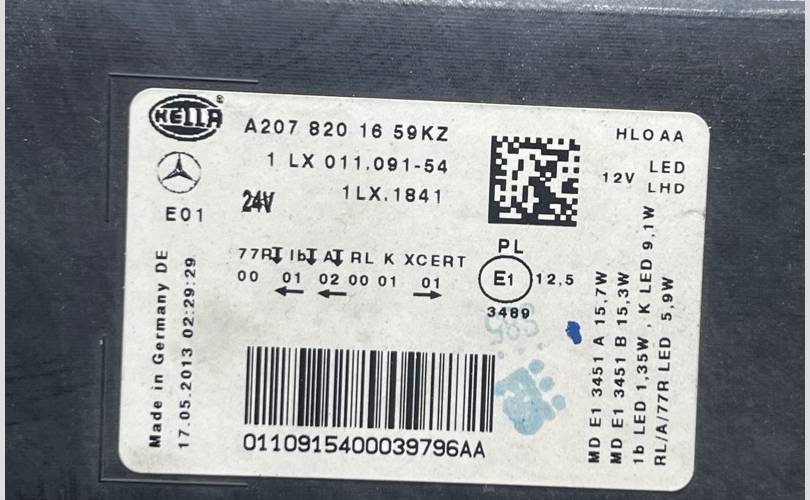 HELLA
A207 820 16 59KZ
1 LX 011.091-54
1LX.1841
E01
24V
HLOAA
LED
12V LHD
77R Ib A RL K XCERT
00 01 02 00 01 01
PL
E1 12,5
3489
0110915400039796AA
Made in Germany DE
17.05.2013 02:29:29
MD E1 3451 A 15,7W
MD E1 3451 B 15,3W
1b LED 1,35W , K LED 9,1W
RL/A/77R LED 5,9W